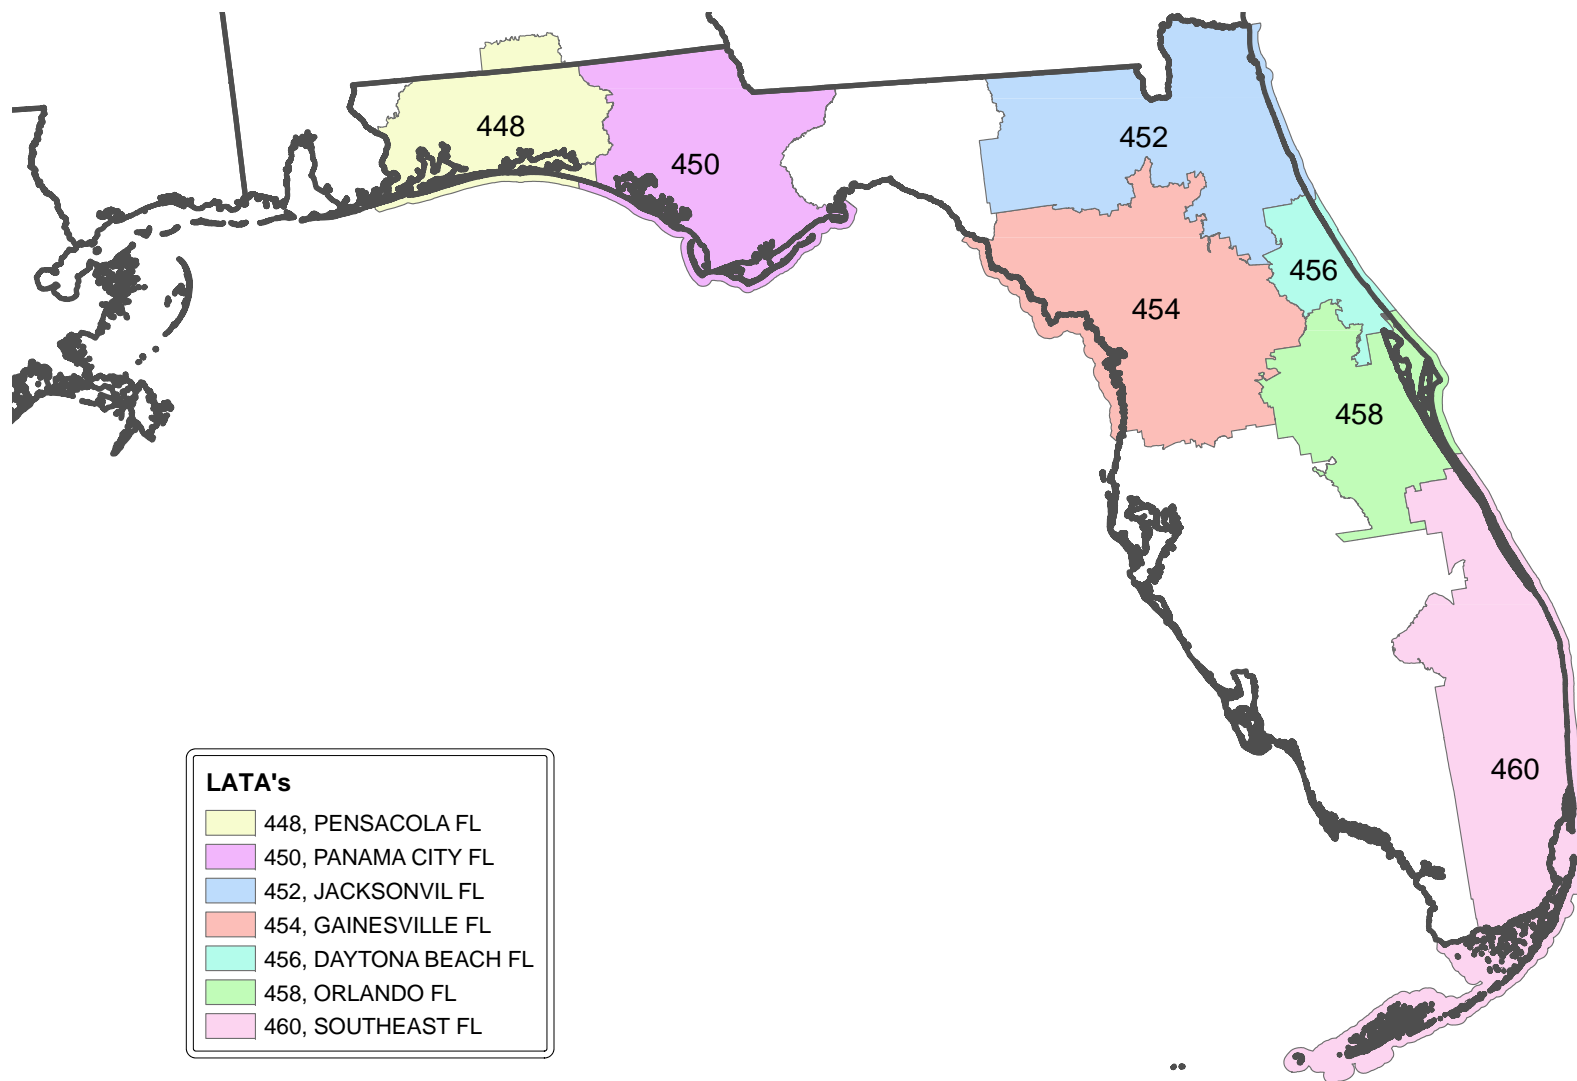 448
450
452
456
454
458
460
LATA's
448, PENSACOLA FL
450, PANAMA CITY FL
452, JACKSONVIL FL
454, GAINESVILLE FL
456, DAYTONA BEACH FL
458, ORLANDO FL
460, SOUTHEAST FL